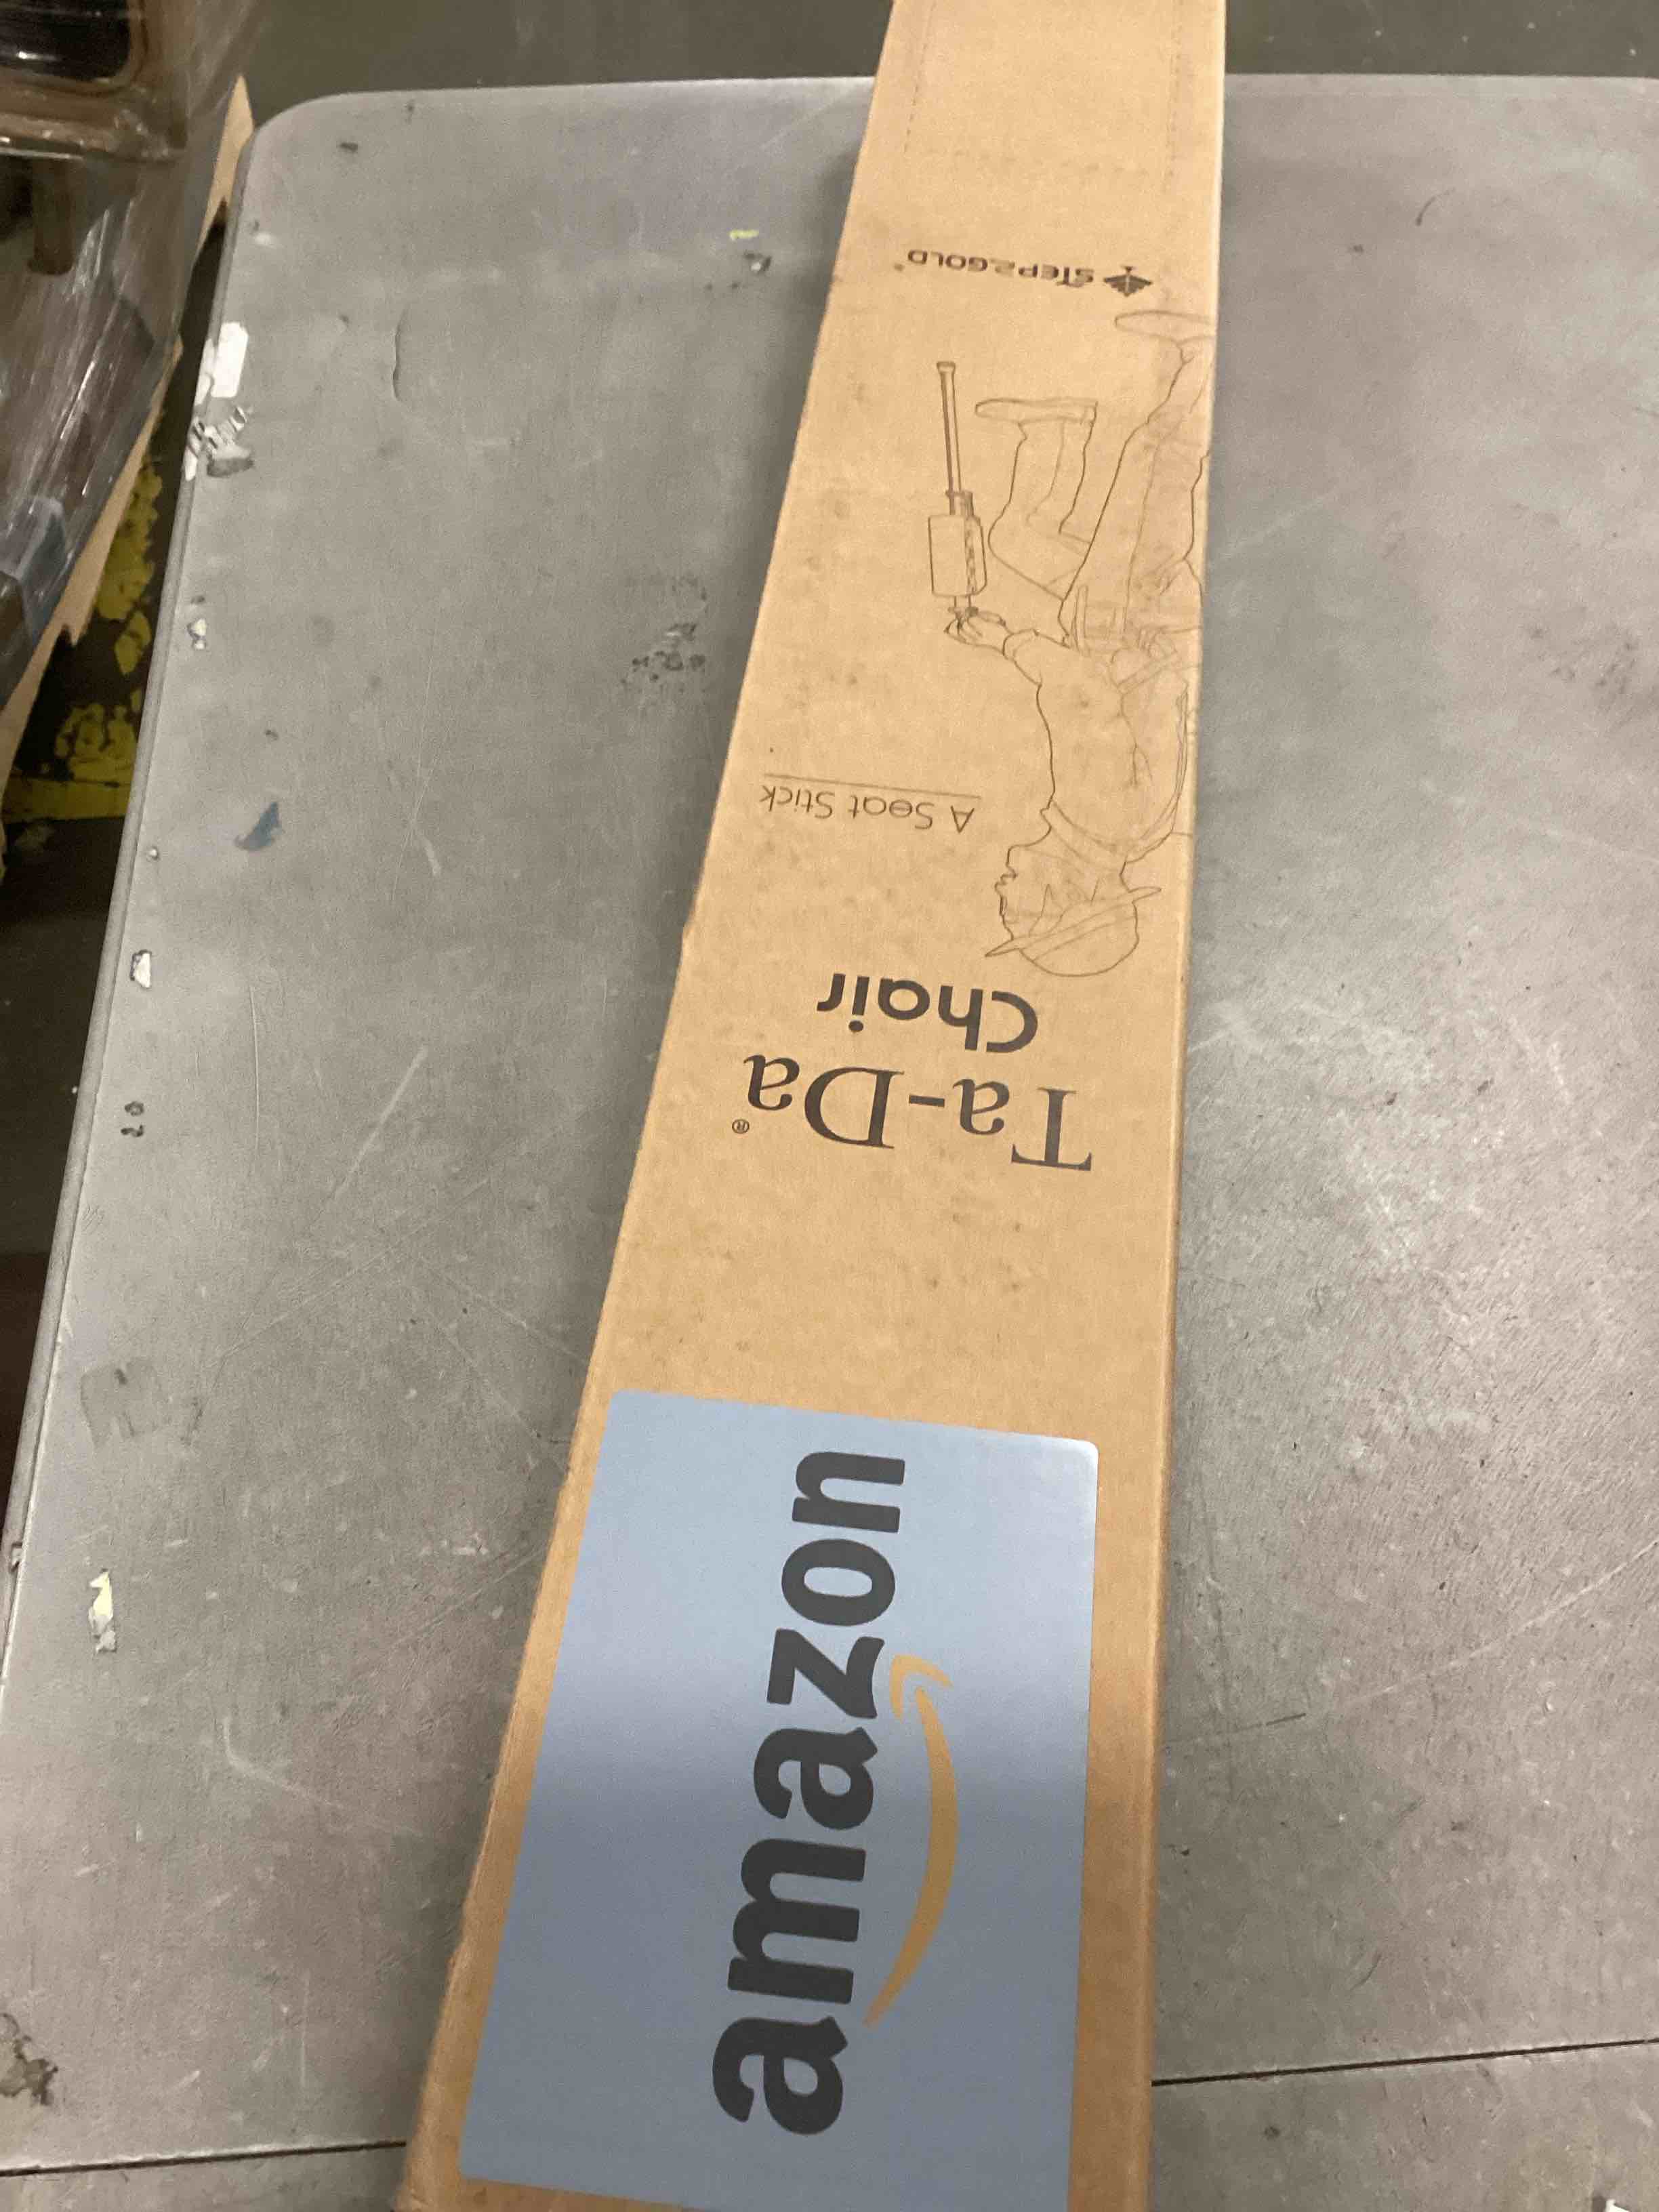 Ta-Da®
Chair
A Seat Stick
STEP2GOLD®
amazon